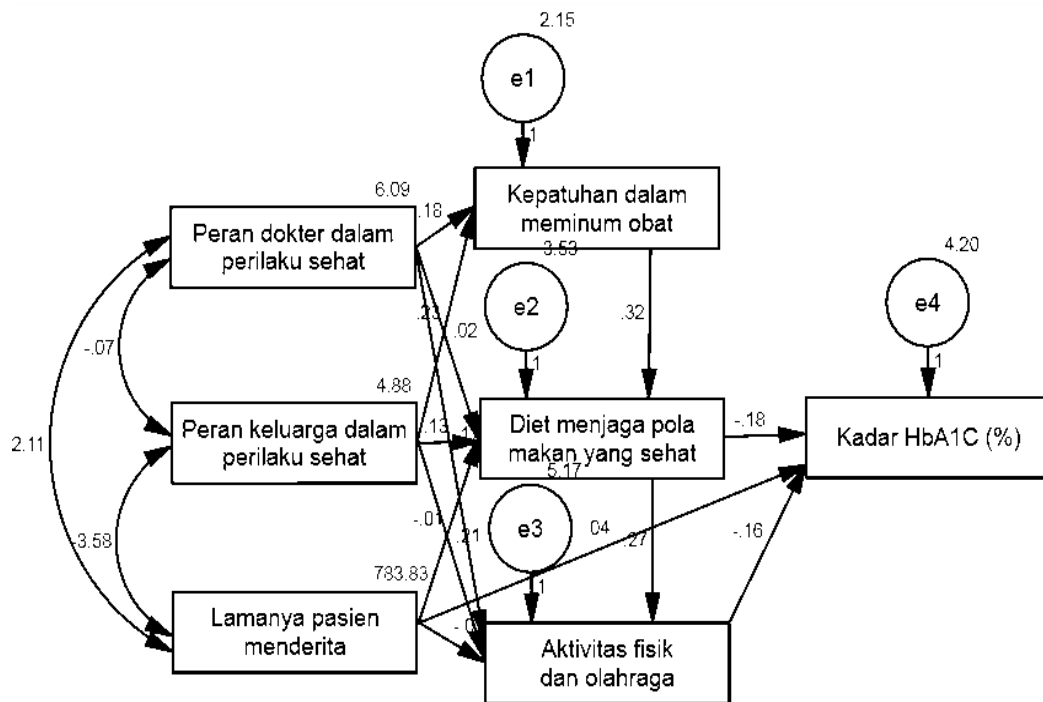 2.15
e1
1
6.09
.18
Kepatuhan dalam
meminum obat
Peran dokter dalam
perilaku sehat
3.53
4.20
e2
e4
.23
.02
.32
-.07
1
1
4.88
2.11
Peran keluarga dalam
perilaku sehat
.13
Diet menjaga pola
makan yang sehat
-.18
Kadar HbA1C (%)
5.17
-3.58
-.01
.21
e3
.04
.27
-.16
783.83
1
Lamanya pasien
menderita
Aktivitas fisik
dan olahraga